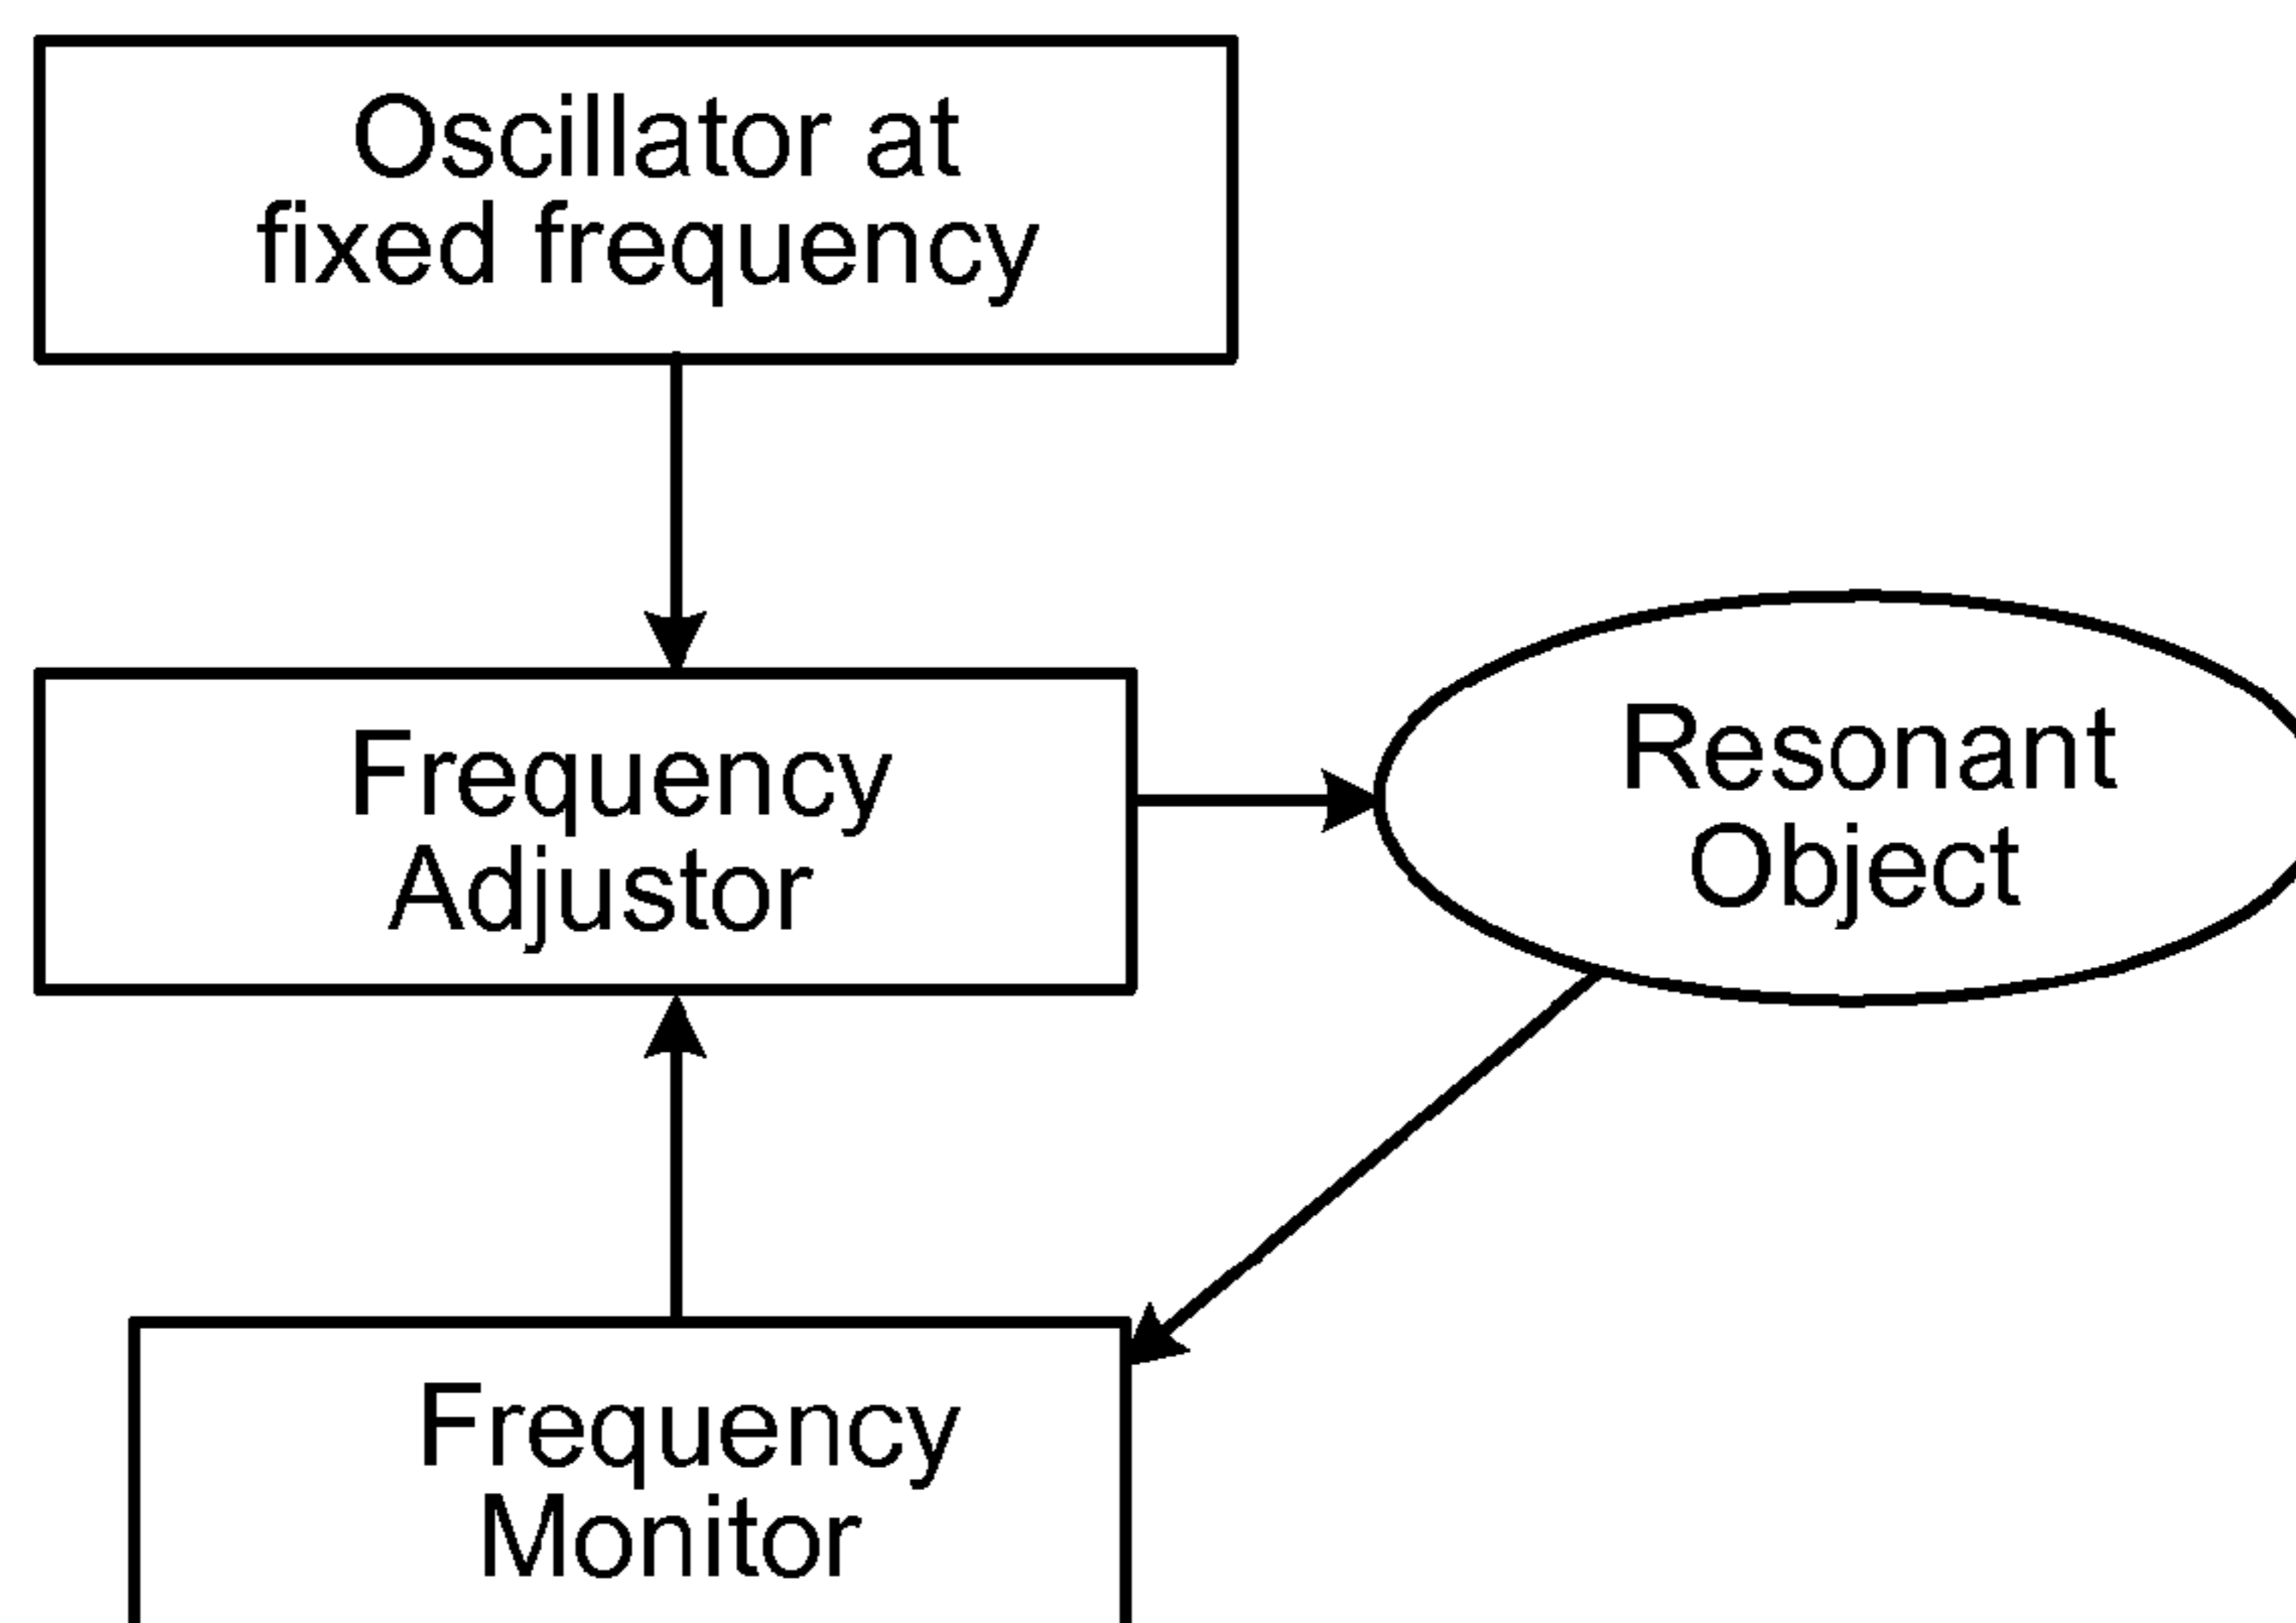 Oscillator at
fixed frequency
Frequency
Adjustor
Resonant
Object
Frequency
Monitor